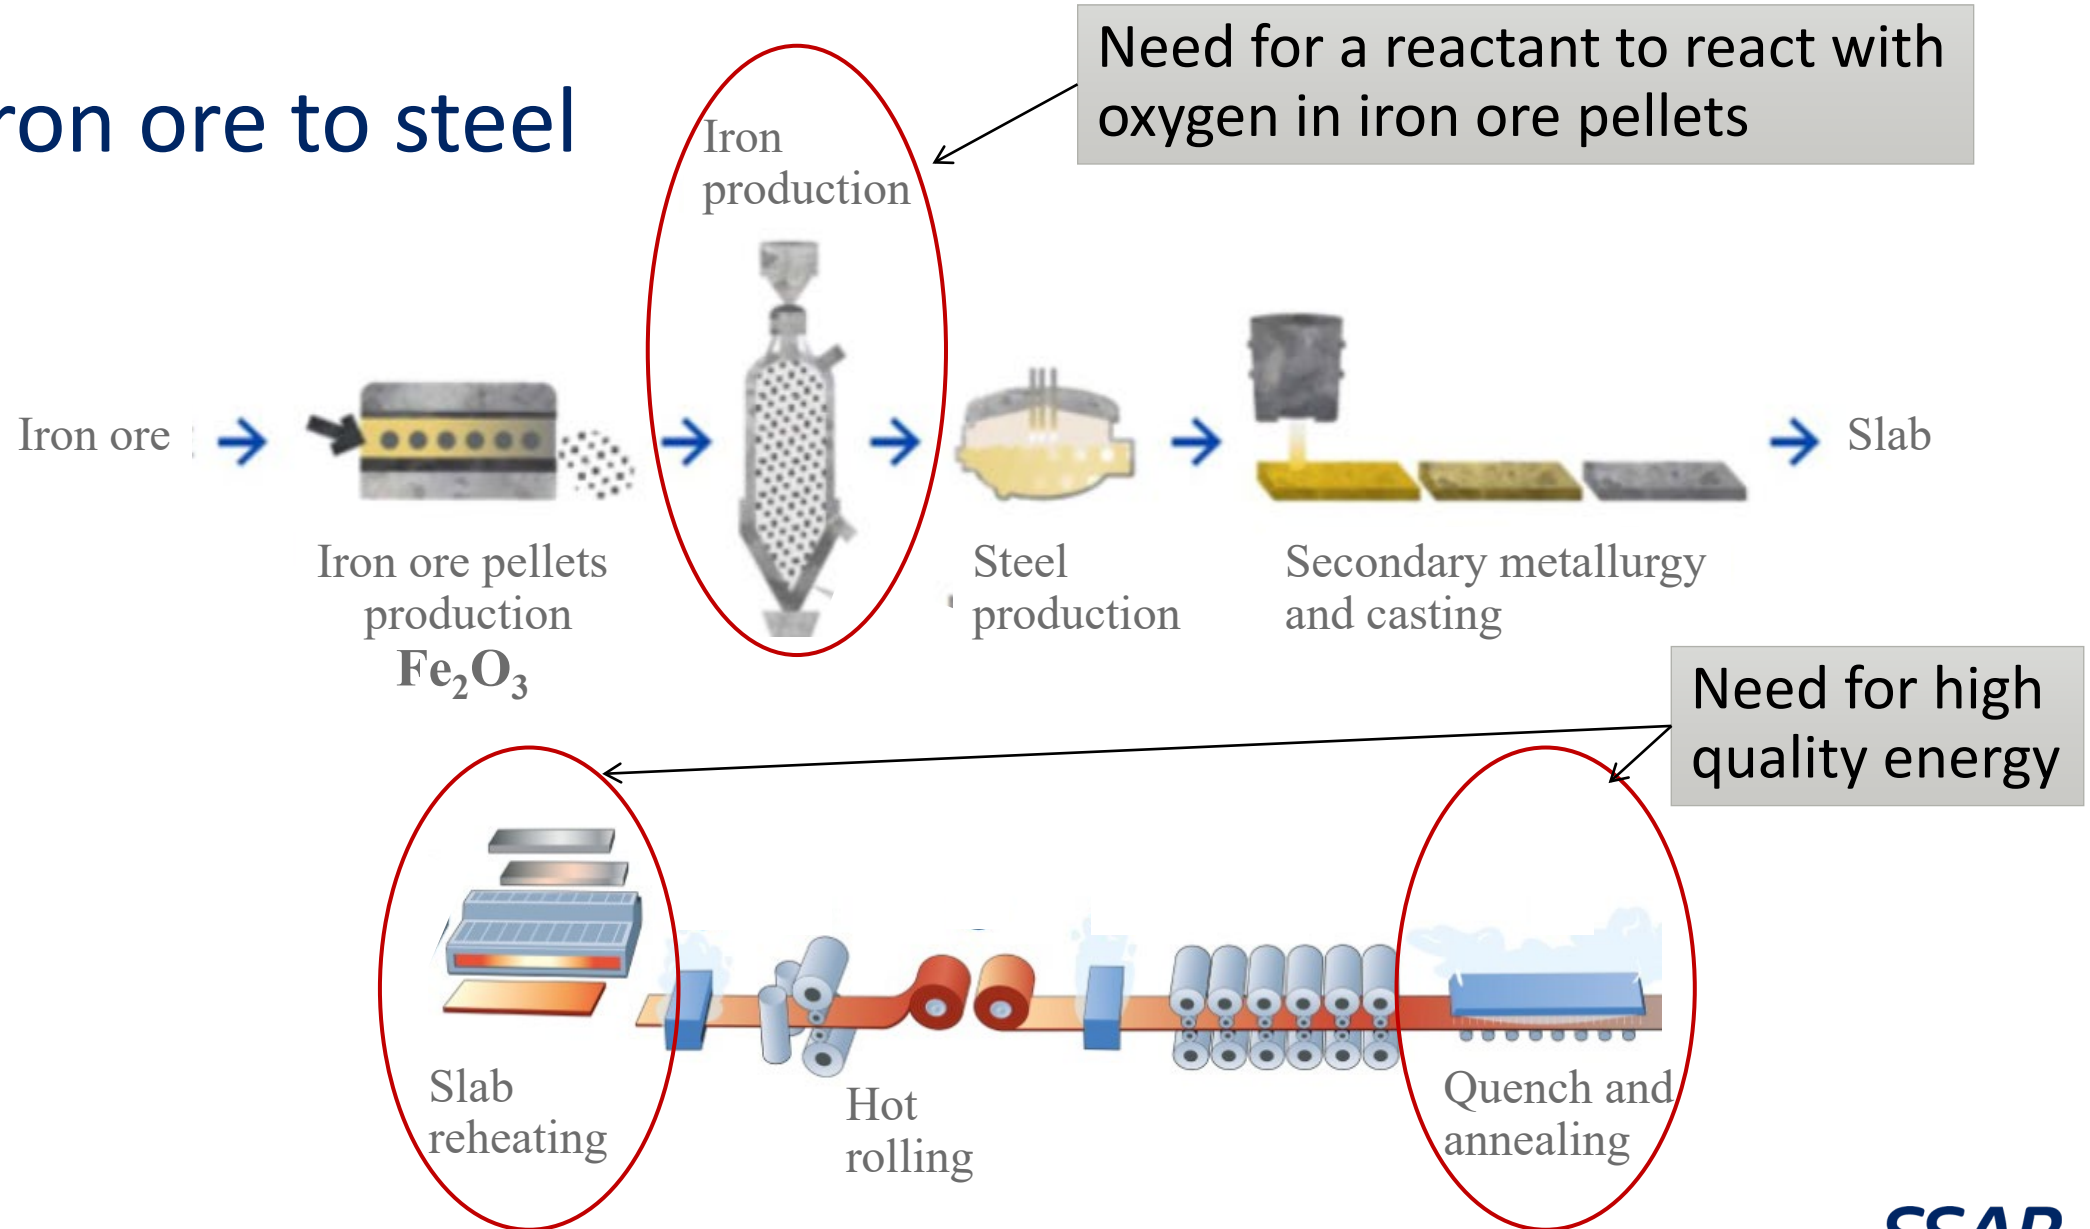 ron ore to steel
Need for a reactant to react with
oxygen in iron ore pellets
Iron
production
Iron ore
Slab
Iron ore pellets
production
Fe₂O₃
Steel
production
Secondary metallurgy
and casting
Need for high
quality energy
Slab
reheating
Hot
rolling
Quench and
annealing
SSAB